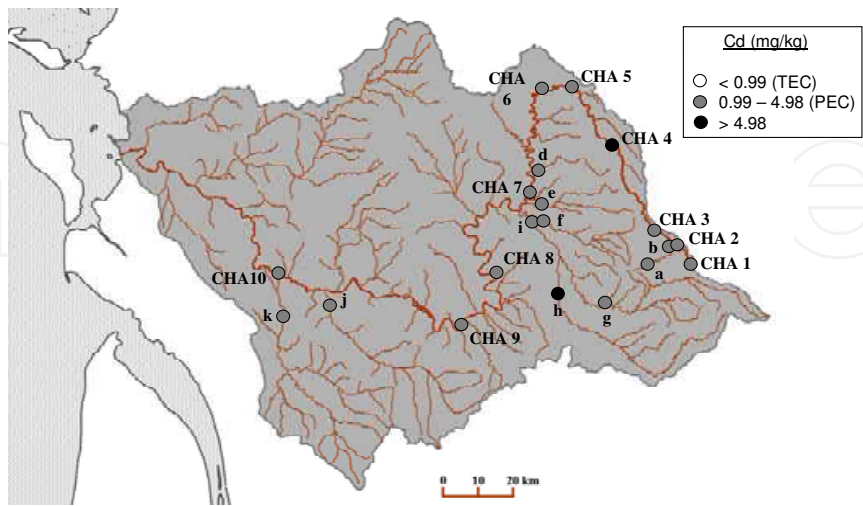 Cd (mg/kg)
< 0.99 (TEC)
0.99 – 4.98 (PEC)
> 4.98
CHA 6
CHA 5
CHA 4
d
CHA 7
e
i
f
CHA 3
b
CHA 2
a
CHA 1
CHA10
CHA 8
k
j
h
g
CHA 9
0 10 20 km